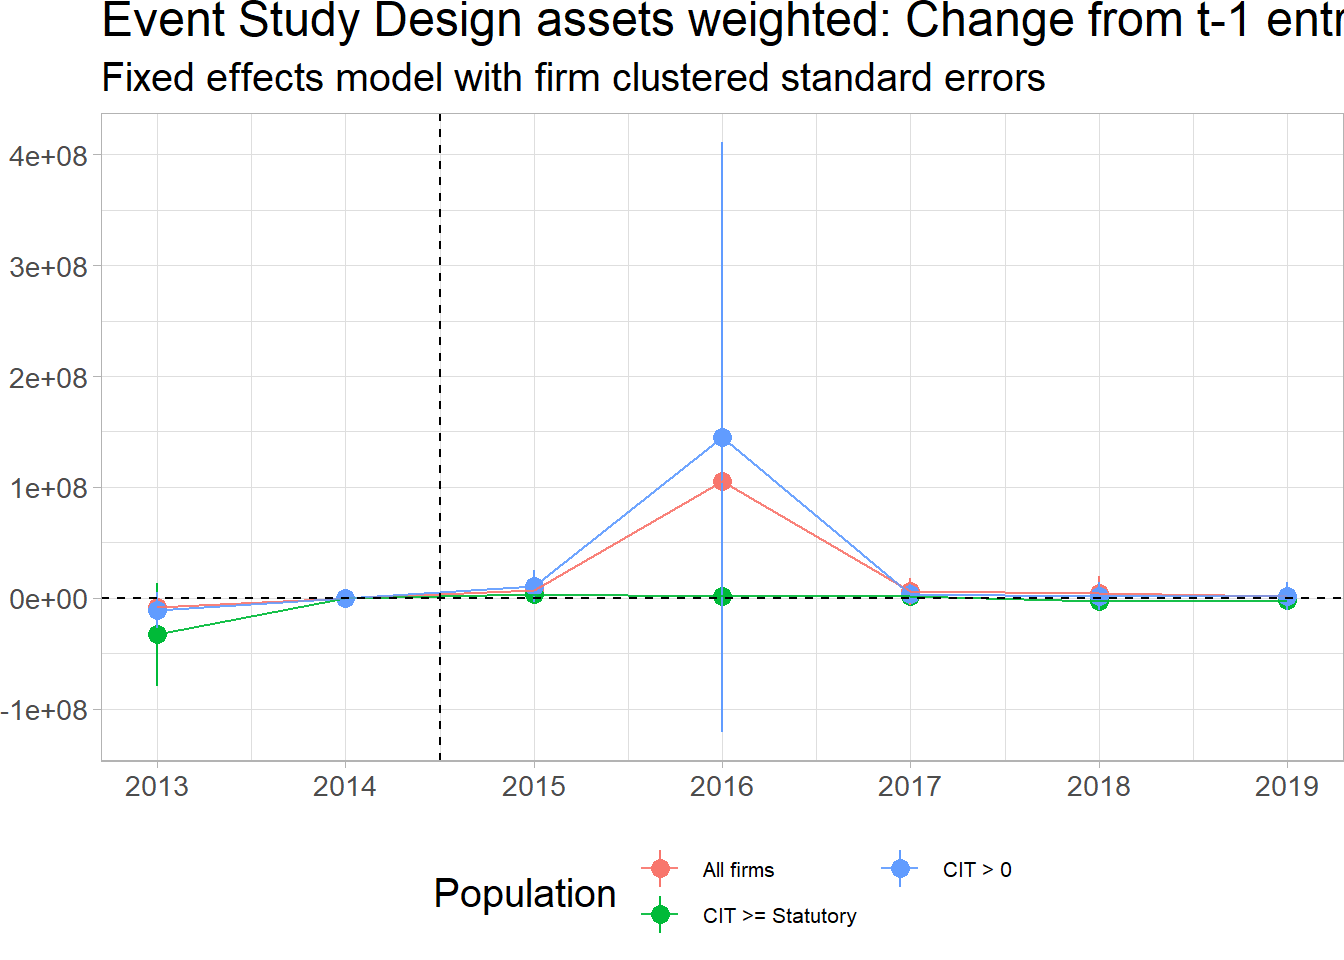 Event Study Design assets weighted: Change from t-1 entr
Fixed effects model with firm clustered standard errors
4e+08
3e+08
2e+08
1e+08
0e+00
-1e+08
2013 2014 2015 2016 2017 2018 2019
Population
All firms
CIT > 0
CIT >= Statutory